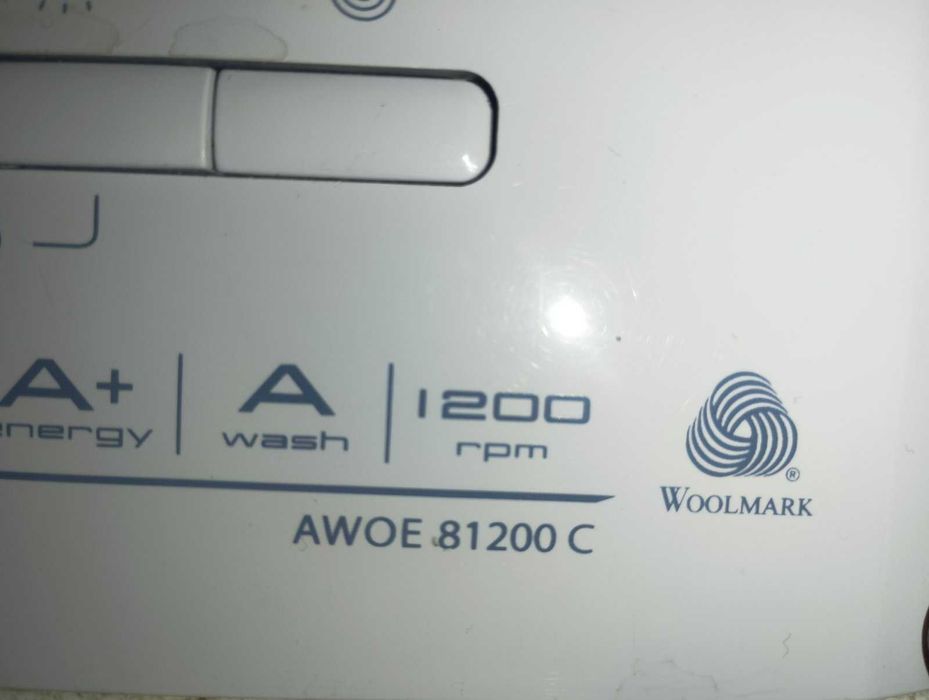 A+
energy
A
wash
1200
rpm
®
WOOLMARK
AWOE 81200 C